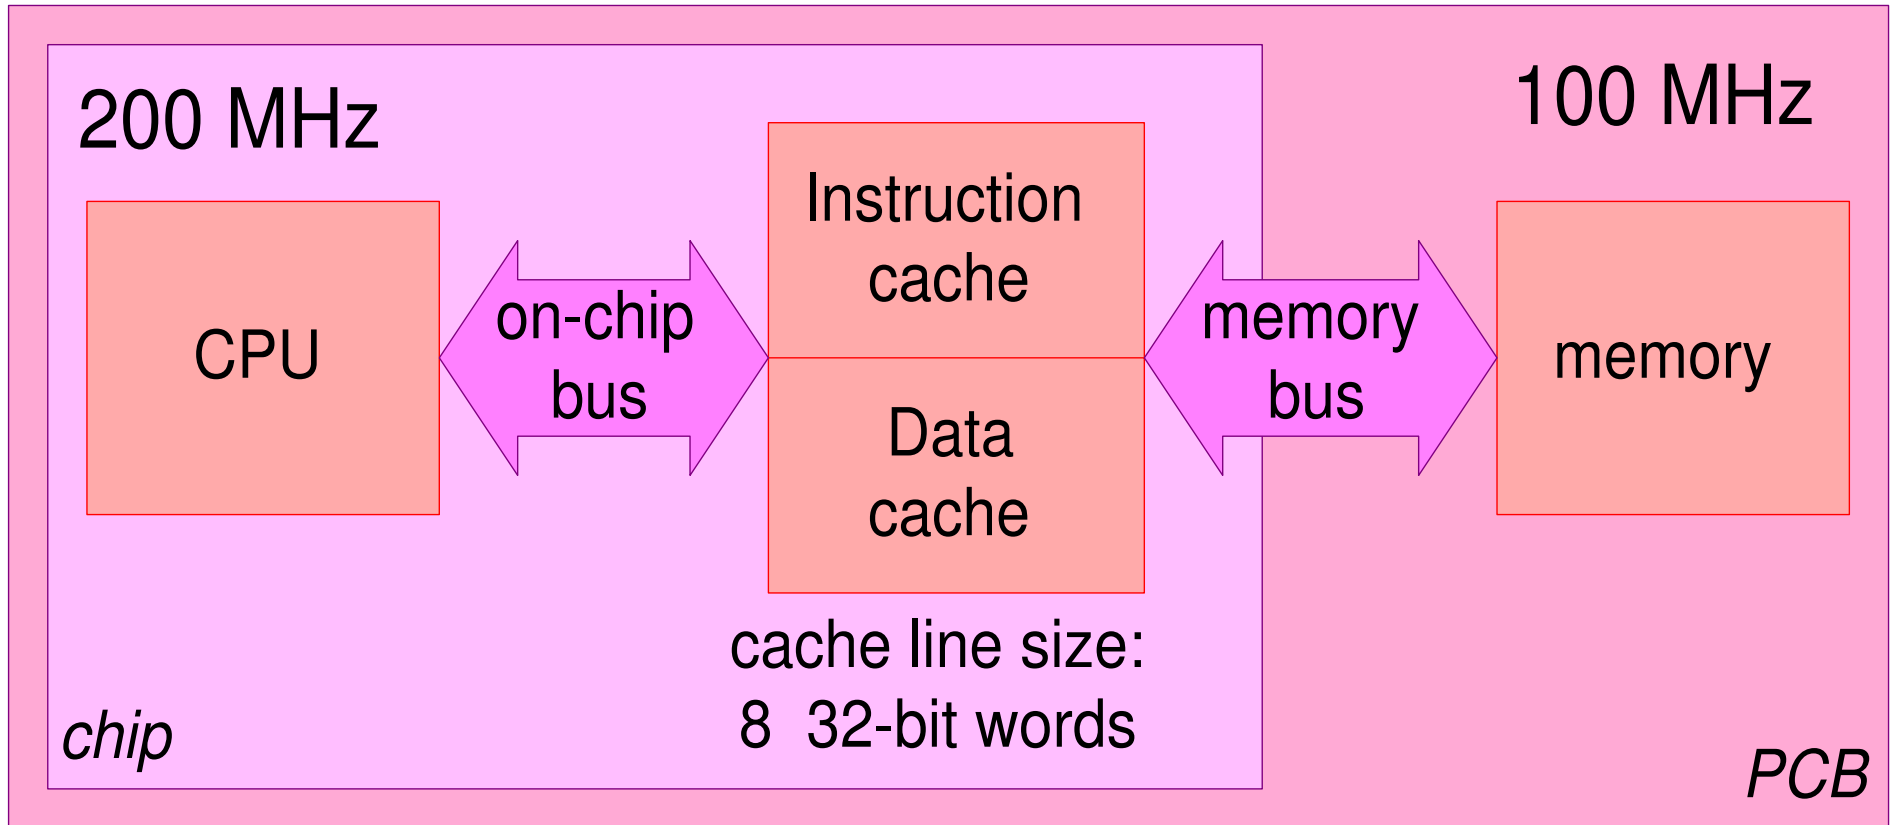 200 MHz
100 MHz
CPU
on-chip
bus
Instruction
cache
Data
cache
memory
bus
memory
cache line size:
8 32-bit words
chip
PCB